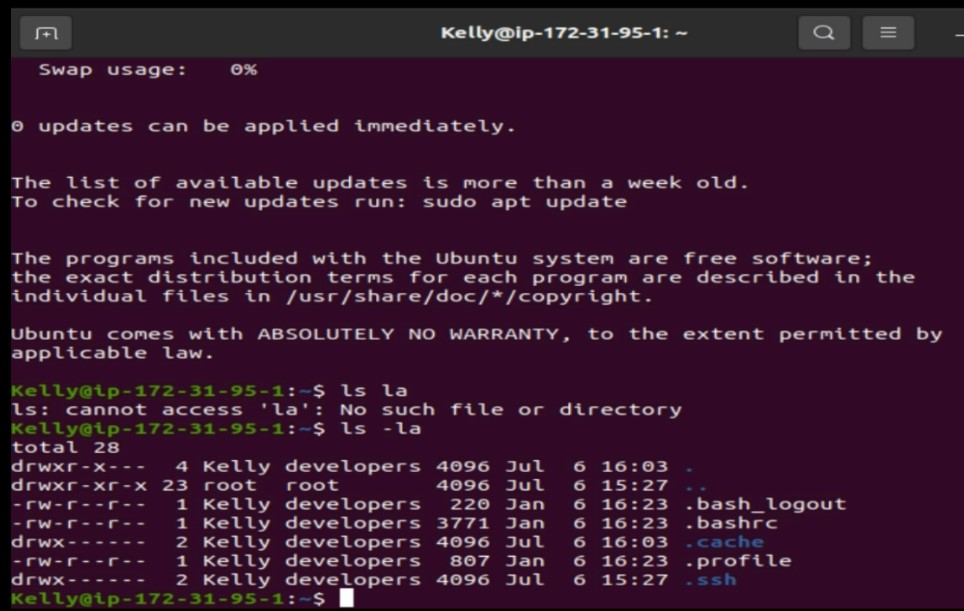 Kelly@ip-172-31-95-1: ~
Swap usage:   0%
0 updates can be applied immediately.
The list of available updates is more than a week old.
To check for new updates run: sudo apt update
The programs included with the Ubuntu system are free software;
the exact distribution terms for each program are described in the
individual files in /usr/share/doc/*/copyright.
Ubuntu comes with ABSOLUTELY NO WARRANTY, to the extent permitted by
applicable law.
Kelly@ip-172-31-95-1:~$ ls la
ls: cannot access 'la': No such file or directory
Kelly@ip-172-31-95-1:~$ ls -la
total 28
drwxr-x---  4 Kelly developers 4096 Jul  6 16:03 .
drwxr-xr-x 23 root  root       4096 Jul  6 15:27 ..
-rw-r--r--  1 Kelly developers  220 Jan  6 16:23 .bash_logout
-rw-r--r--  1 Kelly developers 3771 Jan  6 16:23 .bashrc
drwx------  2 Kelly developers 4096 Jul  6 16:03 .cache
-rw-r--r--  1 Kelly developers  807 Jan  6 16:23 .profile
drwx------  2 Kelly developers 4096 Jul  6 15:27 .ssh
Kelly@ip-172-31-95-1:~$